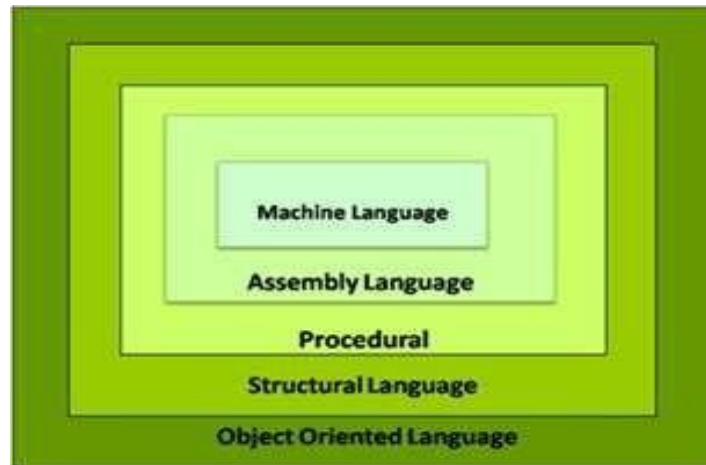 Machine Language
Assembly Language
Procedural
Structural Language
Object Oriented Language